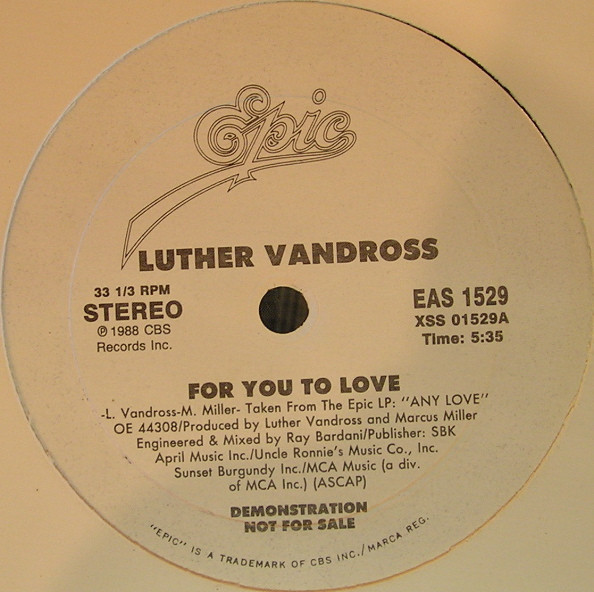 Epic
LUTHER VANDROSS
33 1/3 RPM
STEREO
℗ 1988 CBS
Records Inc.
EAS 1529
XSS 01529A
Time: 5:35
FOR YOU TO LOVE
-L. Vandross-M. Miller- Taken From The Epic LP: "ANY LOVE"
OE 44308/Produced by Luther Vandross and Marcus Miller
Engineered & Mixed by Ray Bardani/Publisher: SBK
April Music Inc./Uncle Ronnie's Music Co., Inc.
Sunset Burgundy Inc./MCA Music (a div.
of MCA Inc.) (ASCAP)
DEMONSTRATION
NOT FOR SALE
"EPIC" IS A TRADEMARK OF CBS INC./MARCA REG.